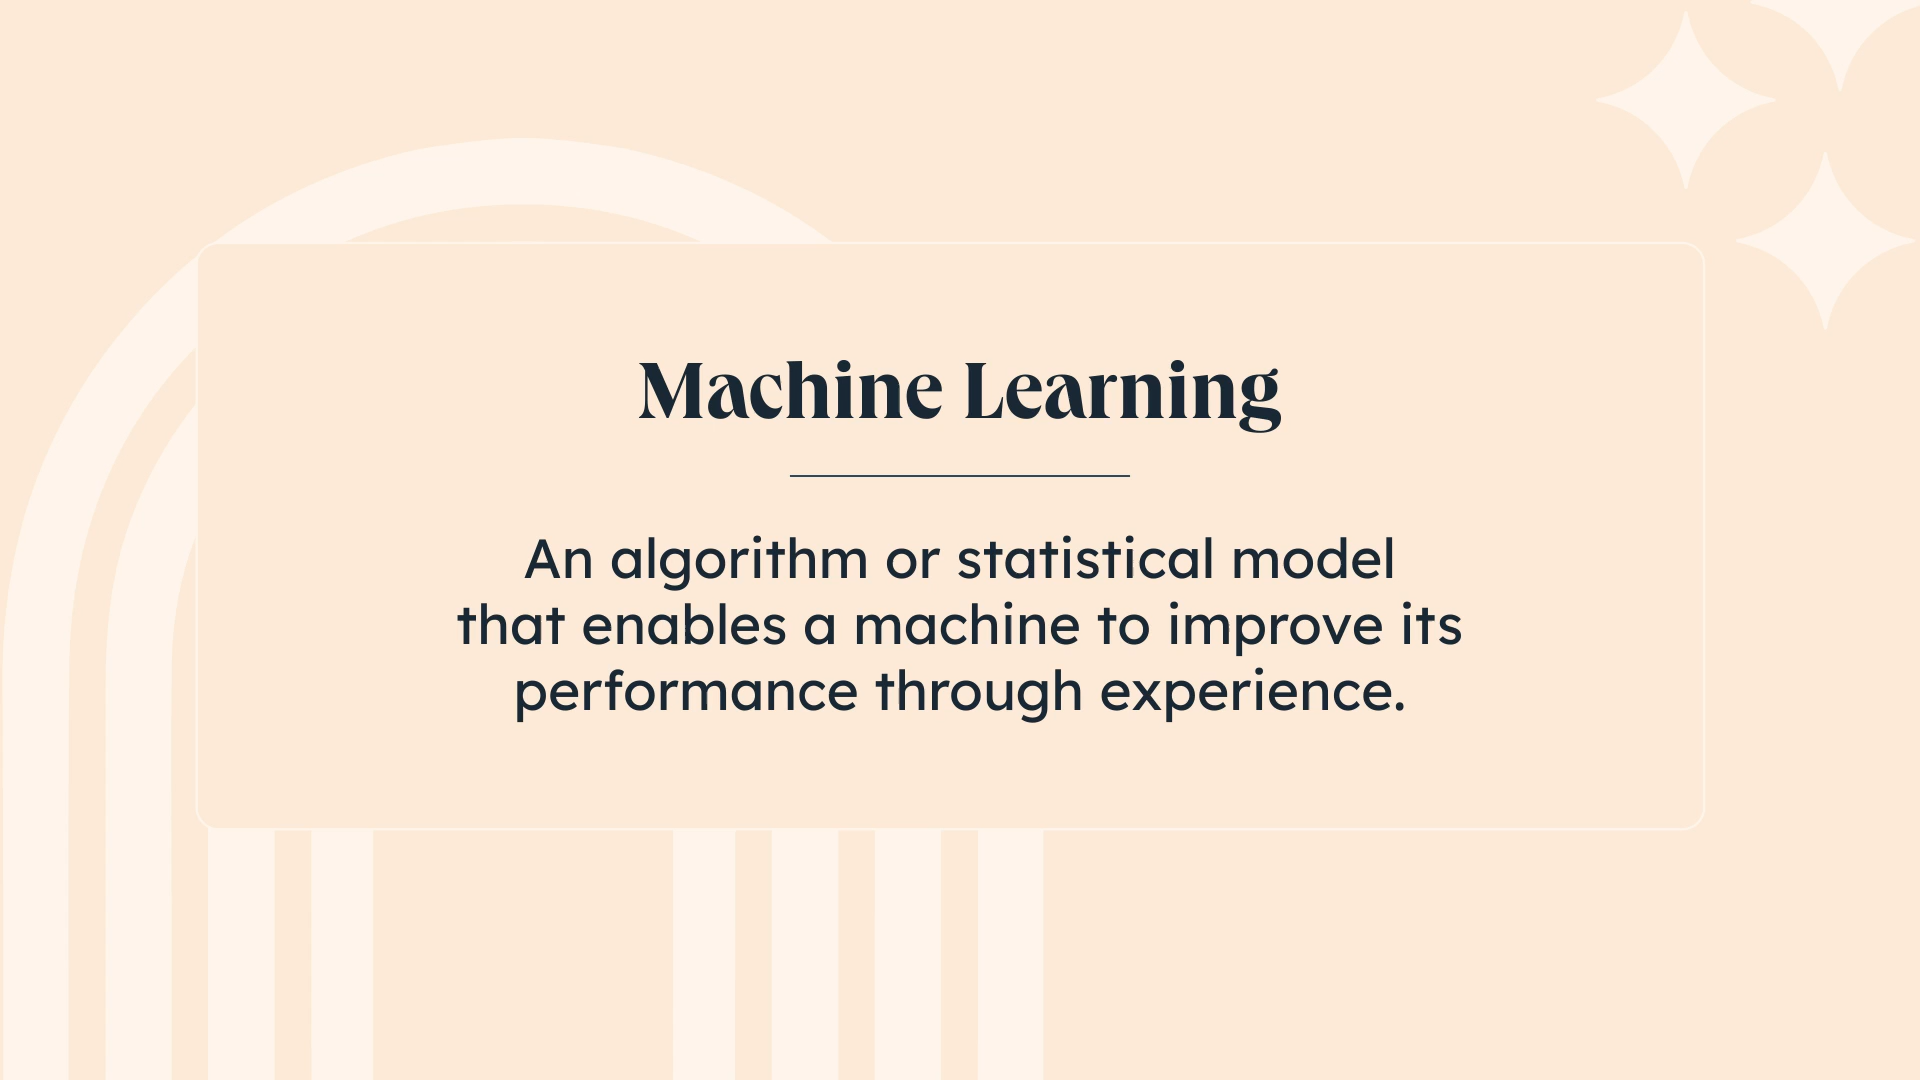 Machine Learning
An algorithm or statistical model
that enables a machine to improve its
performance through experience.